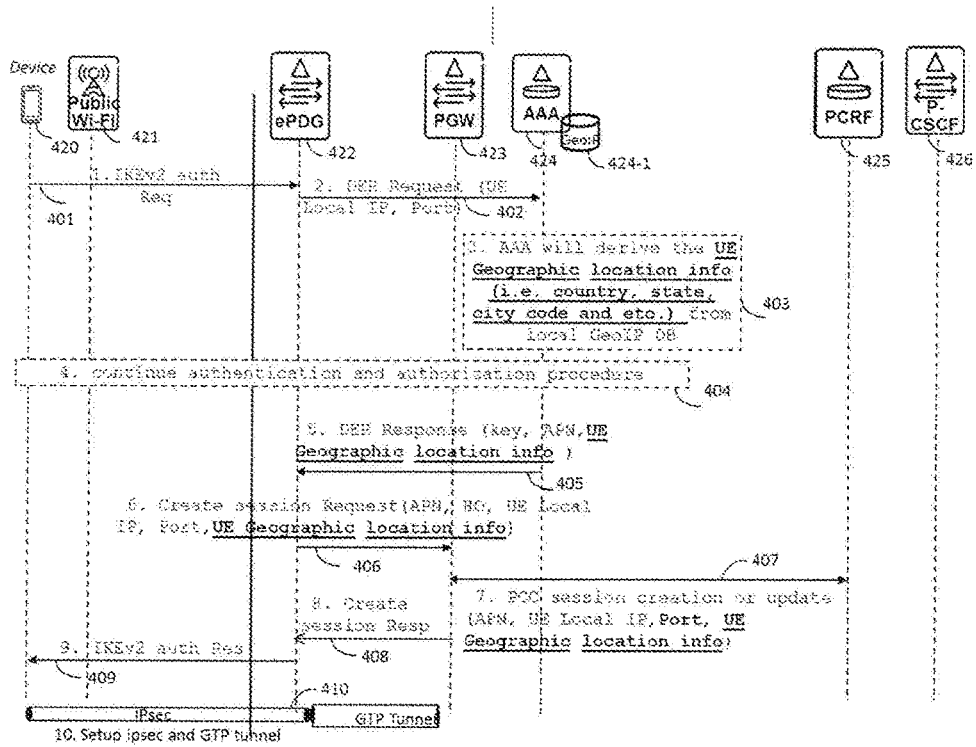 Device
Public
Wi-Fi
ePDG
PGW
AAA
GeoIP
PCRF
P-
CSCF
420
421
422
423
424
424-1
425
426
1.IKEv2 auth
Req
401
2. DER Request (UE
Local IP, Port)
402
3. AAA will derive the UE
Geographic location info
(i.e. country, state,
city code and etc.) from
local GeoIP DB
403
4. continue authentication and authorization procedure
404
5. DER Response (key, APN,UE
Geographic location info )
405
6. Create session Request(APN, UE Local
IP, Port,UE Geographic location info)
406
407
7. PCC session creation or update
(APN, UE Local IP,Port, UE
Geographic location info)
8. Create
session Resp
408
9. IKEv2 auth Res
409
410
IPsec
GTP Tunnel
10. Setup ipsec and GTP tunnel